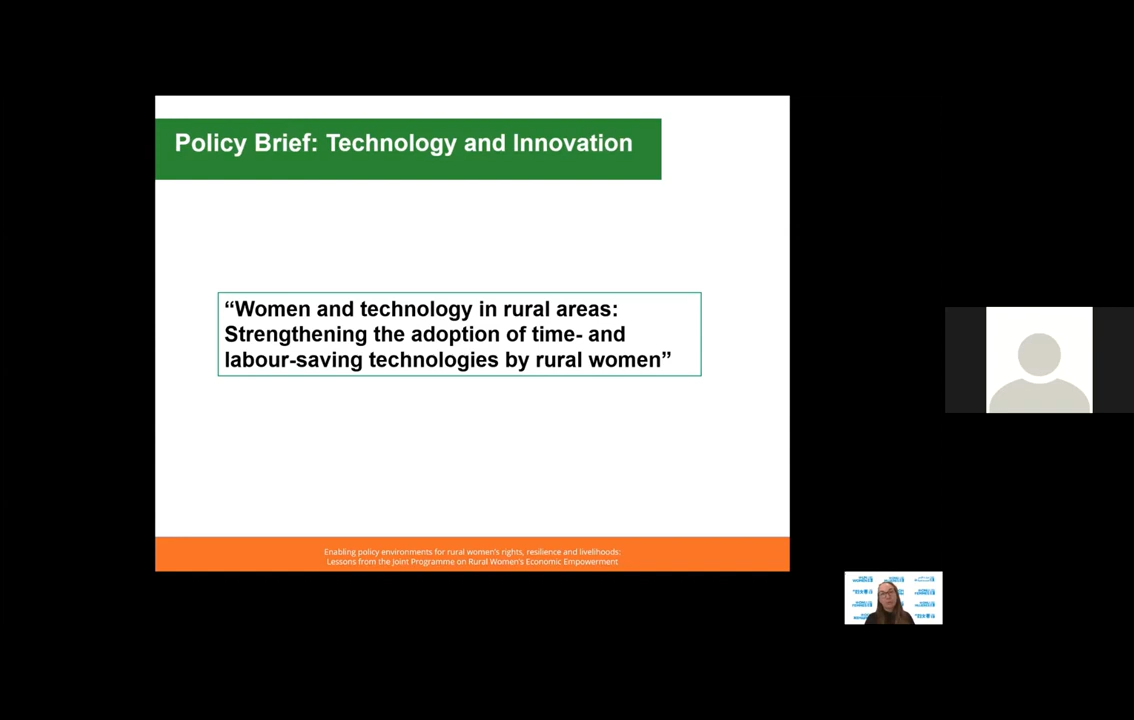 Policy Brief: Technology and Innovation
“Women and technology in rural areas:
Strengthening the adoption of time- and
labour-saving technologies by rural women”
Enabling policy environments for rural women's rights, resilience and livelihoods:
Lessons from the Joint Programme on Rural Women's Economic Empowerment